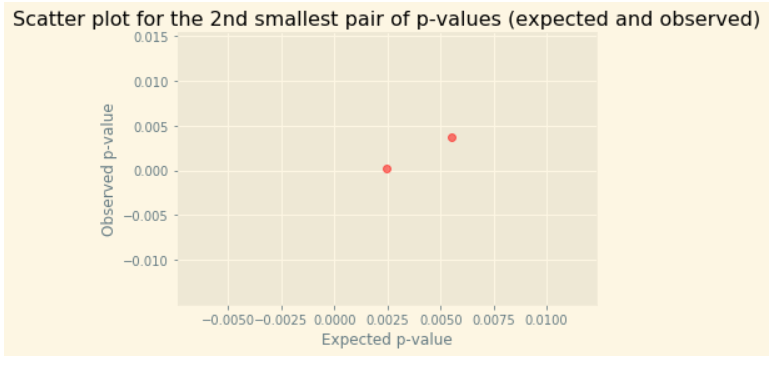 Scatter plot for the 2nd smallest pair of p-values (expected and observed)
0.015
0.010
0.005
0.000
−0.005
−0.010
Observed p-value
−0.0050 −0.0025 0.0000 0.0025 0.0050 0.0075 0.0100
Expected p-value